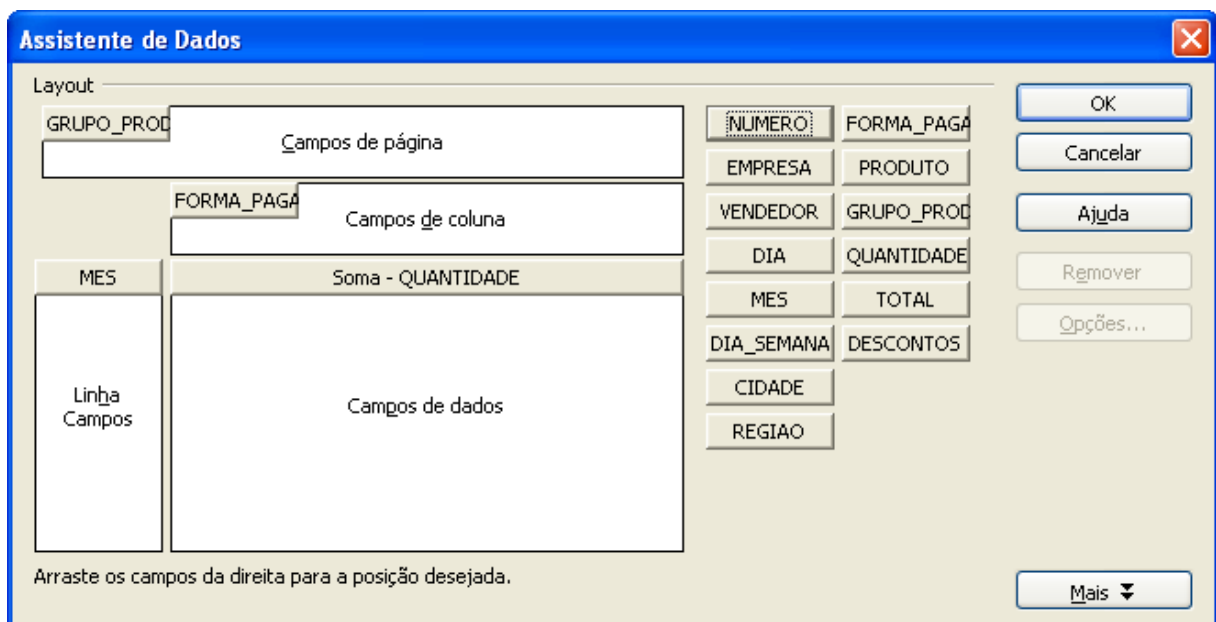 Assistente de Dados
Layout
GRUPO_PROD
Campos de página
FORMA_PAGA
Campos de coluna
MES
Soma - QUANTIDADE
Linha
Campos
Campos de dados
NUMERO FORMA_PAGA
EMPRESA PRODUTO
VENDEDOR GRUPO_PROD
DIA QUANTIDADE
MES TOTAL
DIA_SEMANA DESCONTOS
CIDADE
REGIAO
OK
Cancelar
Ajuda
Remover
Opções...
Arraste os campos da direita para a posição desejada.
Mais